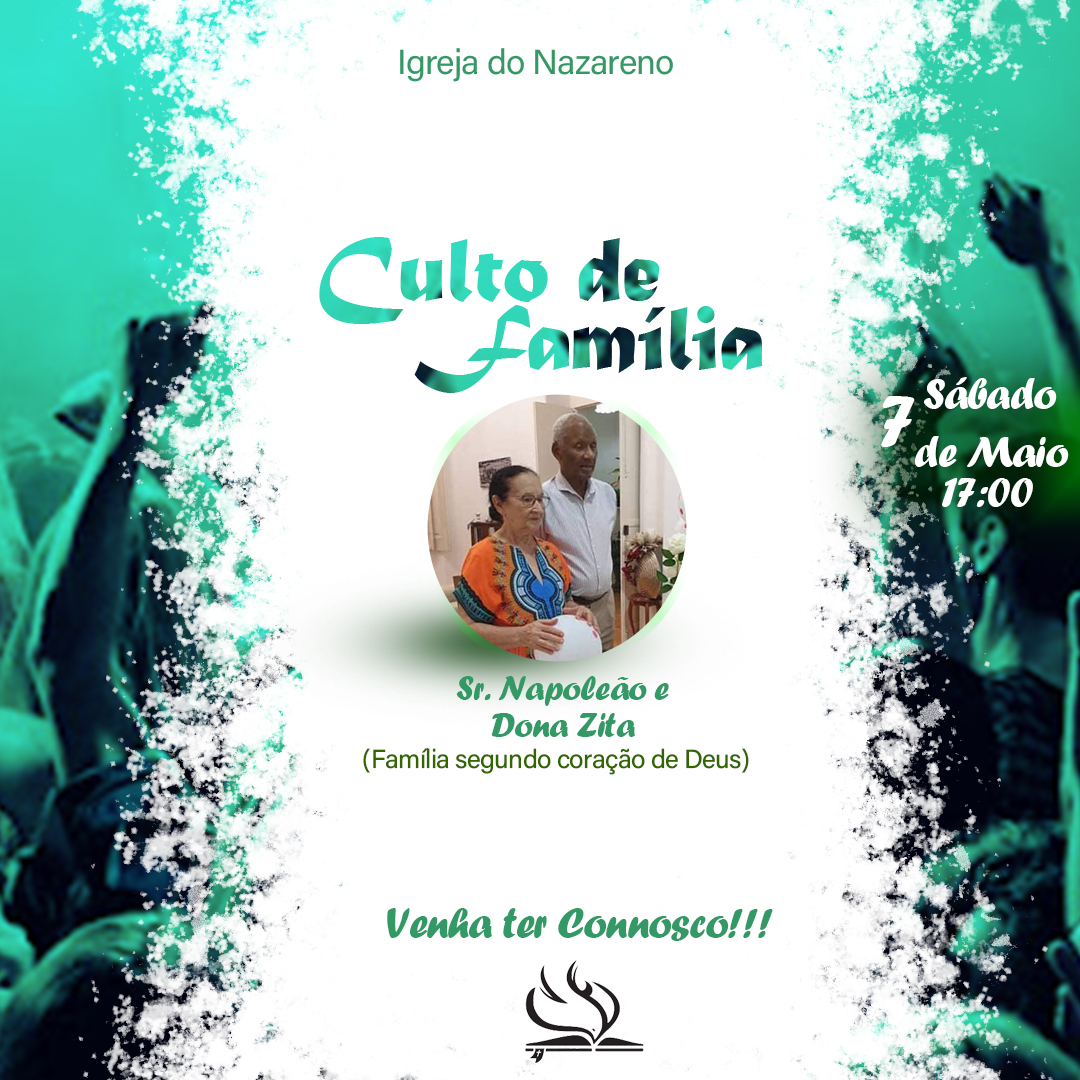 Igreja do Nazareno
Culto de
família
7 Sábado
de Maio
17:00
Sr. Napoleão e
Dona Zita
(Família segundo coração de Deus)
Venha ter Connosco!!!